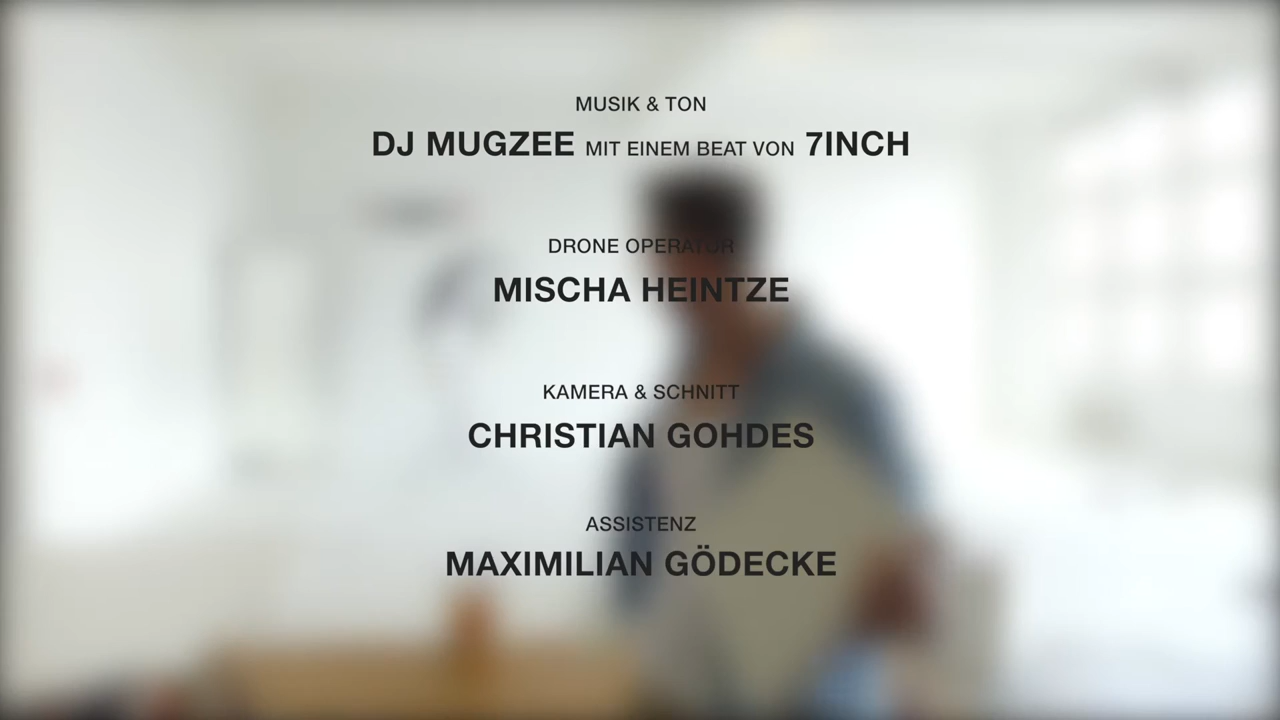 MUSIK & TON
DJ MUGZEE MIT EINEM BEAT VON 7INCH
DRONE OPERATOR
MISCHA HEINTZE
KAMERA & SCHNITT
CHRISTIAN GOHDES
ASSISTENZ
MAXIMILIAN GÖDECKE